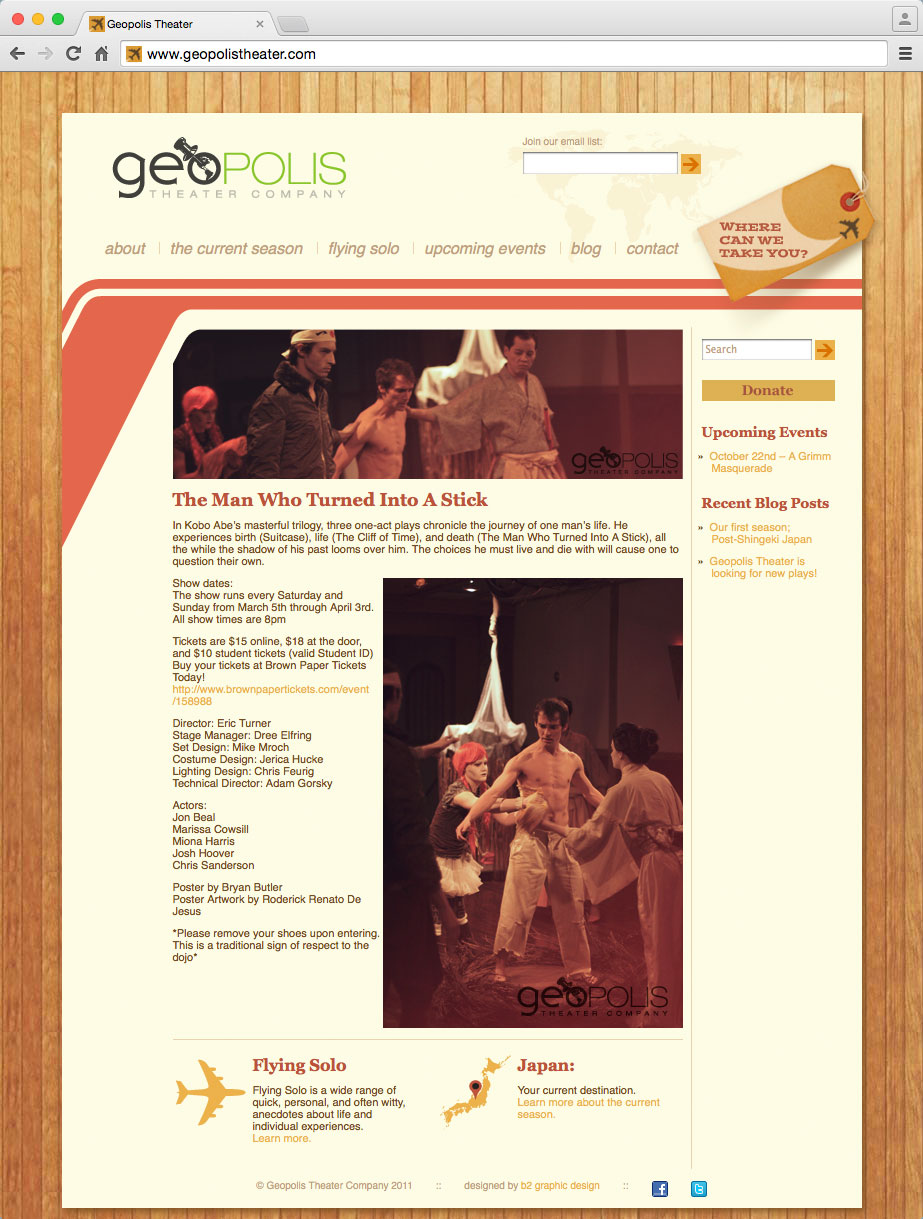 Geopolis Theater
www.geopolistheater.com
geoPOLIS
THEATER COMPANY
Join our email list:
about
the current season
flying solo
upcoming events
blog
contact
WHERE
CAN WE
TAKE YOU?
geoPOLIS
THEATER COMPANY
The Man Who Turned Into A Stick
In Kobo Abe's masterful trilogy, three one-act plays chronicle the journey of one man's life. He
experiences birth (Suitcase), life (The Cliff of Time), and death (The Man Who Turned Into A Stick), all
the while the shadow of his past looms over him. The choices he must live and die with will cause one to
question their own.
Show dates:
The show runs every Saturday and
Sunday from March 5th through April 3rd.
All show times are 8pm
Tickets are $15 online, $18 at the door,
and $10 student tickets (valid Student ID)
Buy your tickets at Brown Paper Tickets
Today!
http://www.brownpapertickets.com/event
/158988
Director: Eric Turner
Stage Manager: Dree Elfring
Set Design: Mike Mroch
Costume Design: Jerica Hucke
Lighting Design: Chris Feurig
Technical Director: Adam Gorsky
Actors:
Jon Beal
Marissa Cowsill
Miona Harris
Josh Hoover
Chris Sanderson
Poster by Bryan Butler
Poster Artwork by Roderick Renato De
Jesus
*Please remove your shoes upon entering.
This is a traditional sign of respect to the
dojo*
geoPOLIS
THEATER COMPANY
Search
Donate
Upcoming Events
» October 22nd – A Grimm
Masquerade
Recent Blog Posts
» Our first season;
Post-Shingeki Japan
» Geopolis Theater is
looking for new plays!
Flying Solo
Flying Solo is a wide range of
quick, personal, and often witty,
anecdotes about life and
individual experiences.
Learn more.
Japan:
Your current destination.
Learn more about the current
season.
© Geopolis Theater Company 2011 :: designed by b2 graphic design ::